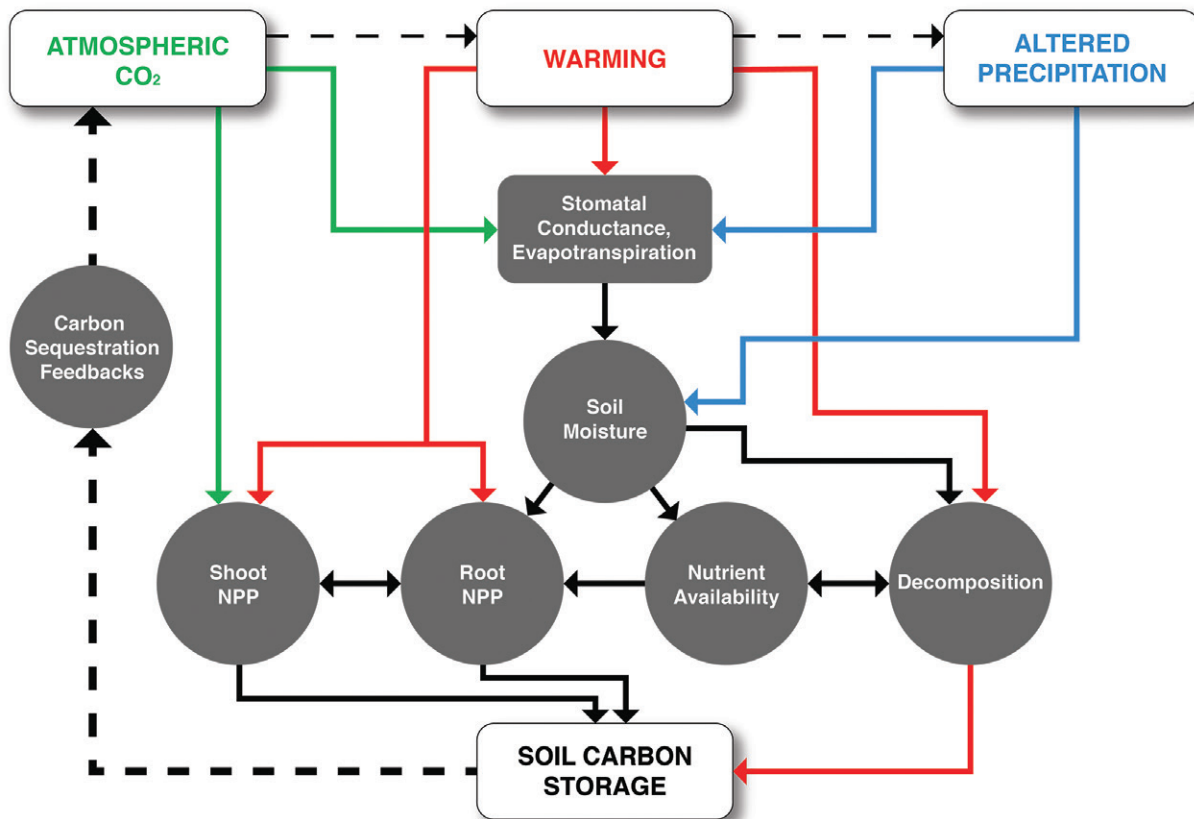 ATMOSPHERIC
CO₂
WARMING
ALTERED
PRECIPITATION
Stomatal
Conductance,
Evapotranspiration
Carbon
Sequestration
Feedbacks
Soil
Moisture
Shoot
NPP
Root
NPP
Nutrient
Availability
Decomposition
SOIL CARBON
STORAGE